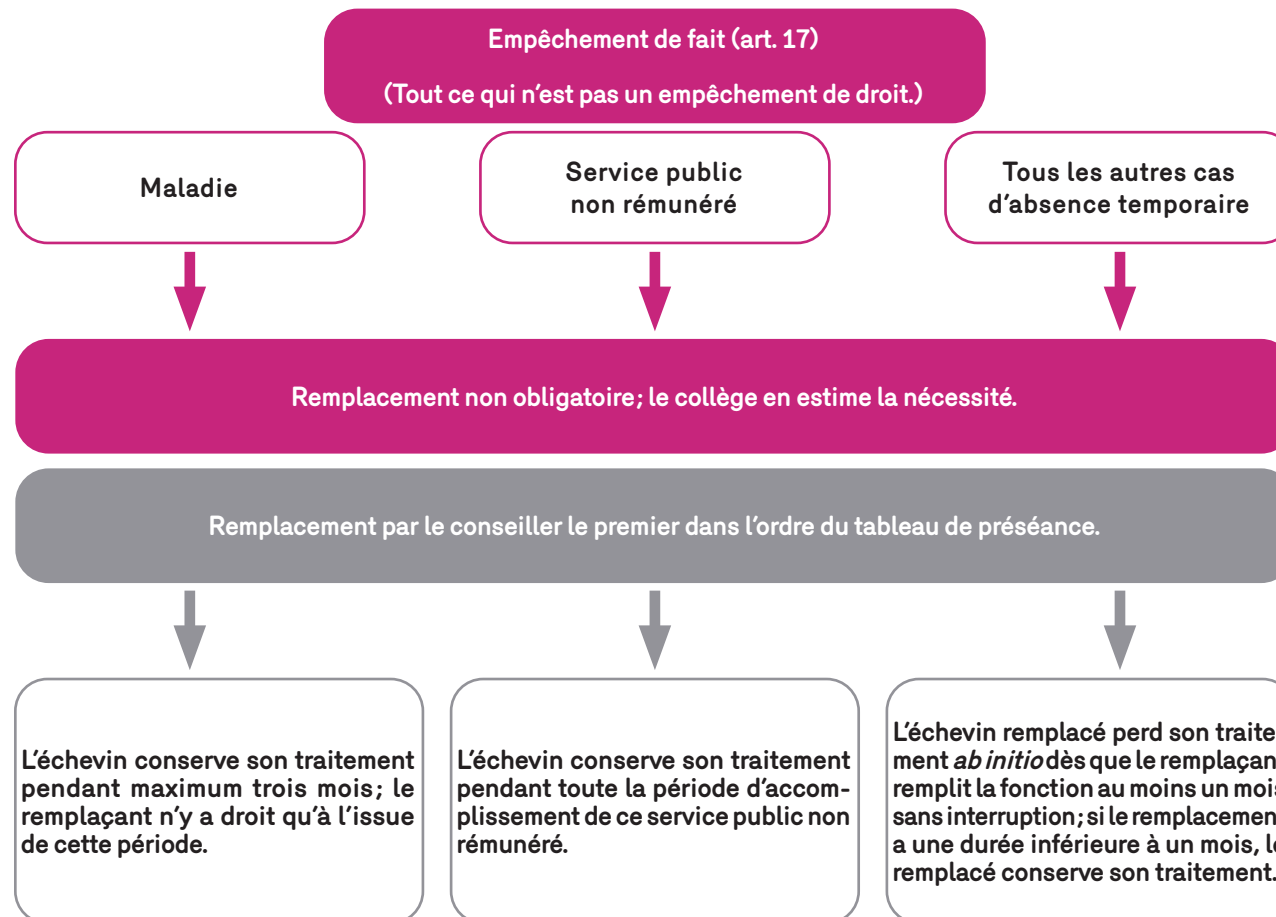 Empêchement de fait (art. 17)
(Tout ce qui n'est pas un empêchement de droit.)
Maladie
Service public
non rémunéré
Tous les autres cas
d'absence temporaire
Remplacement non obligatoire; le collège en estime la nécessité.
Remplacement par le conseiller le premier dans l'ordre du tableau de préséance.
L'échevin conserve son traitement
pendant maximum trois mois; le
remplaçant n'y a droit qu'à l'issue
de cette période.
L'échevin conserve son traitement
pendant toute la période d'accom-
plissement de ce service public non
rémunéré.
L'échevin remplacé perd son traite-
ment ab initio dès que le remplaçan
remplit la fonction au moins un mois
sans interruption; si le remplacemen
a une durée inférieure à un mois, le
remplacé conserve son traitement.